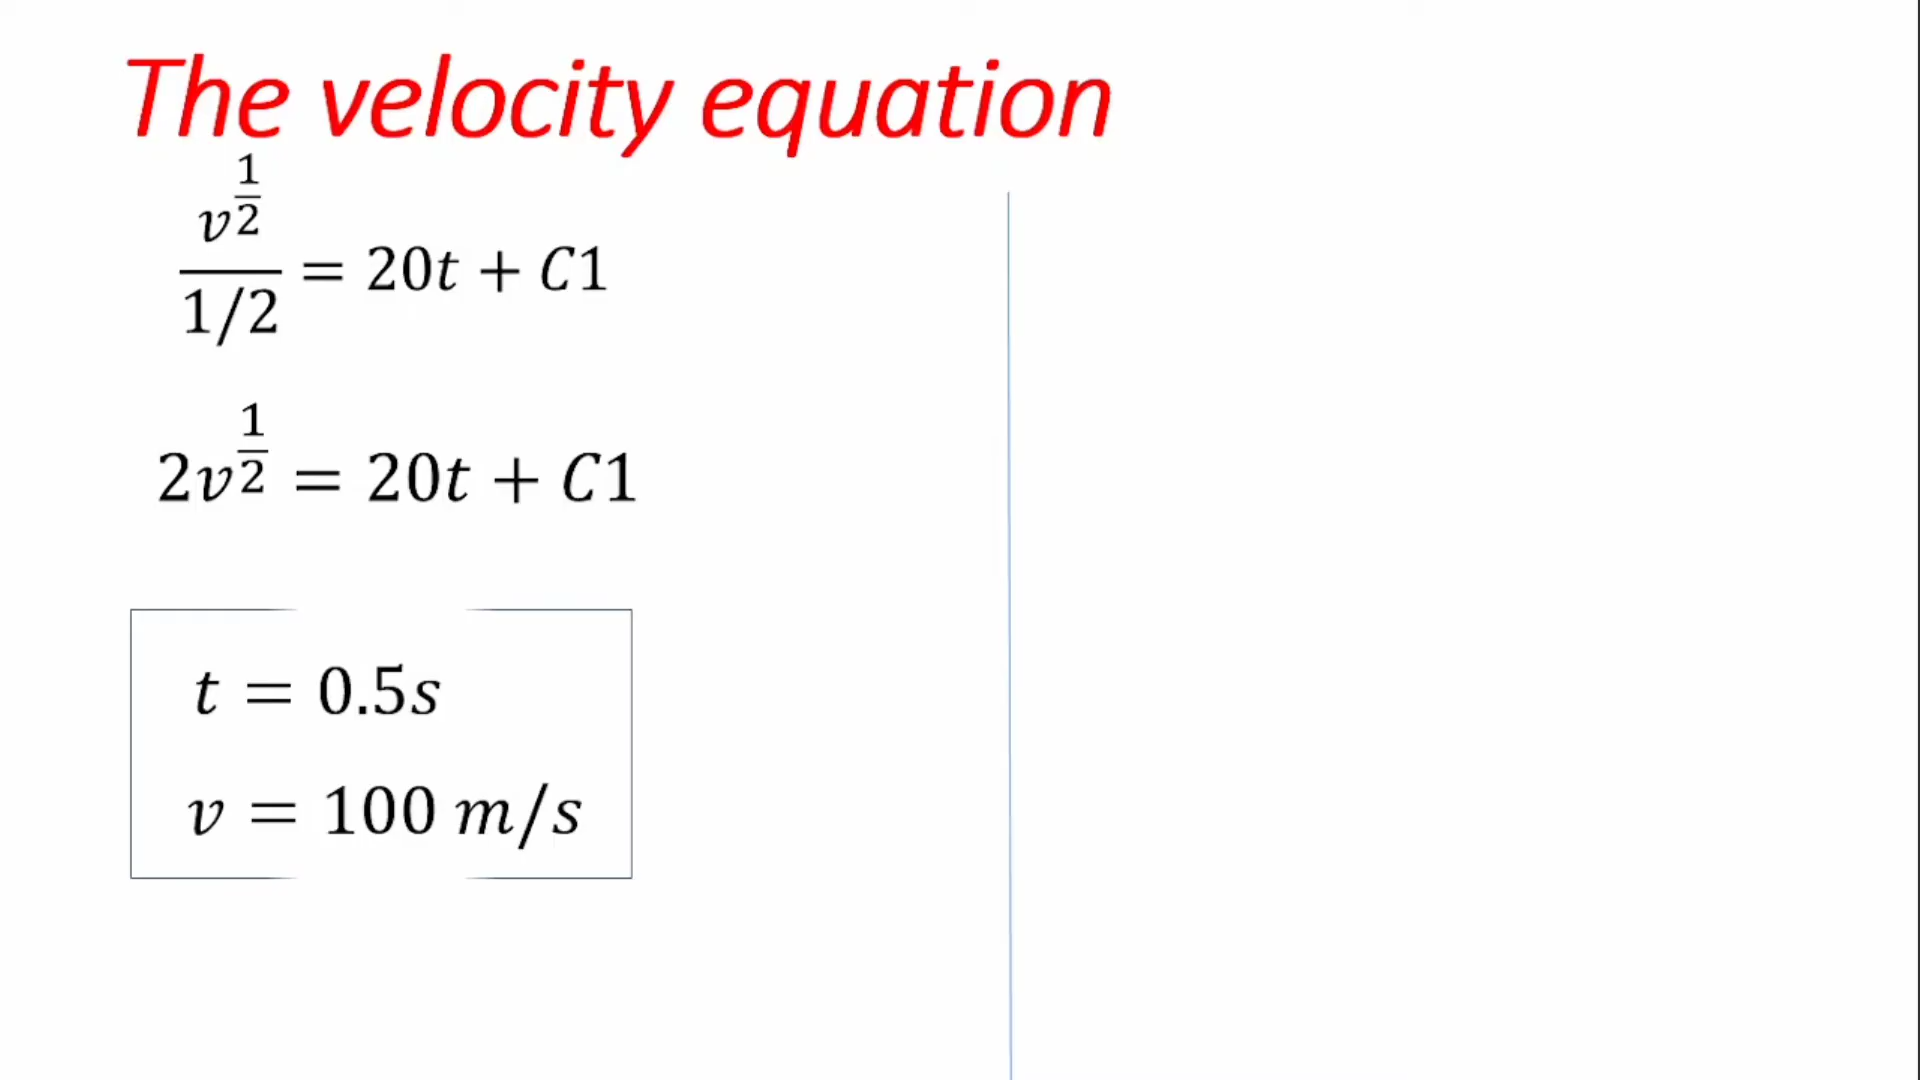 The velocity equation
v^{1/2} / (1/2) = 20t + C1
2v^{1/2} = 20t + C1
t = 0.5s
v = 100 m/s